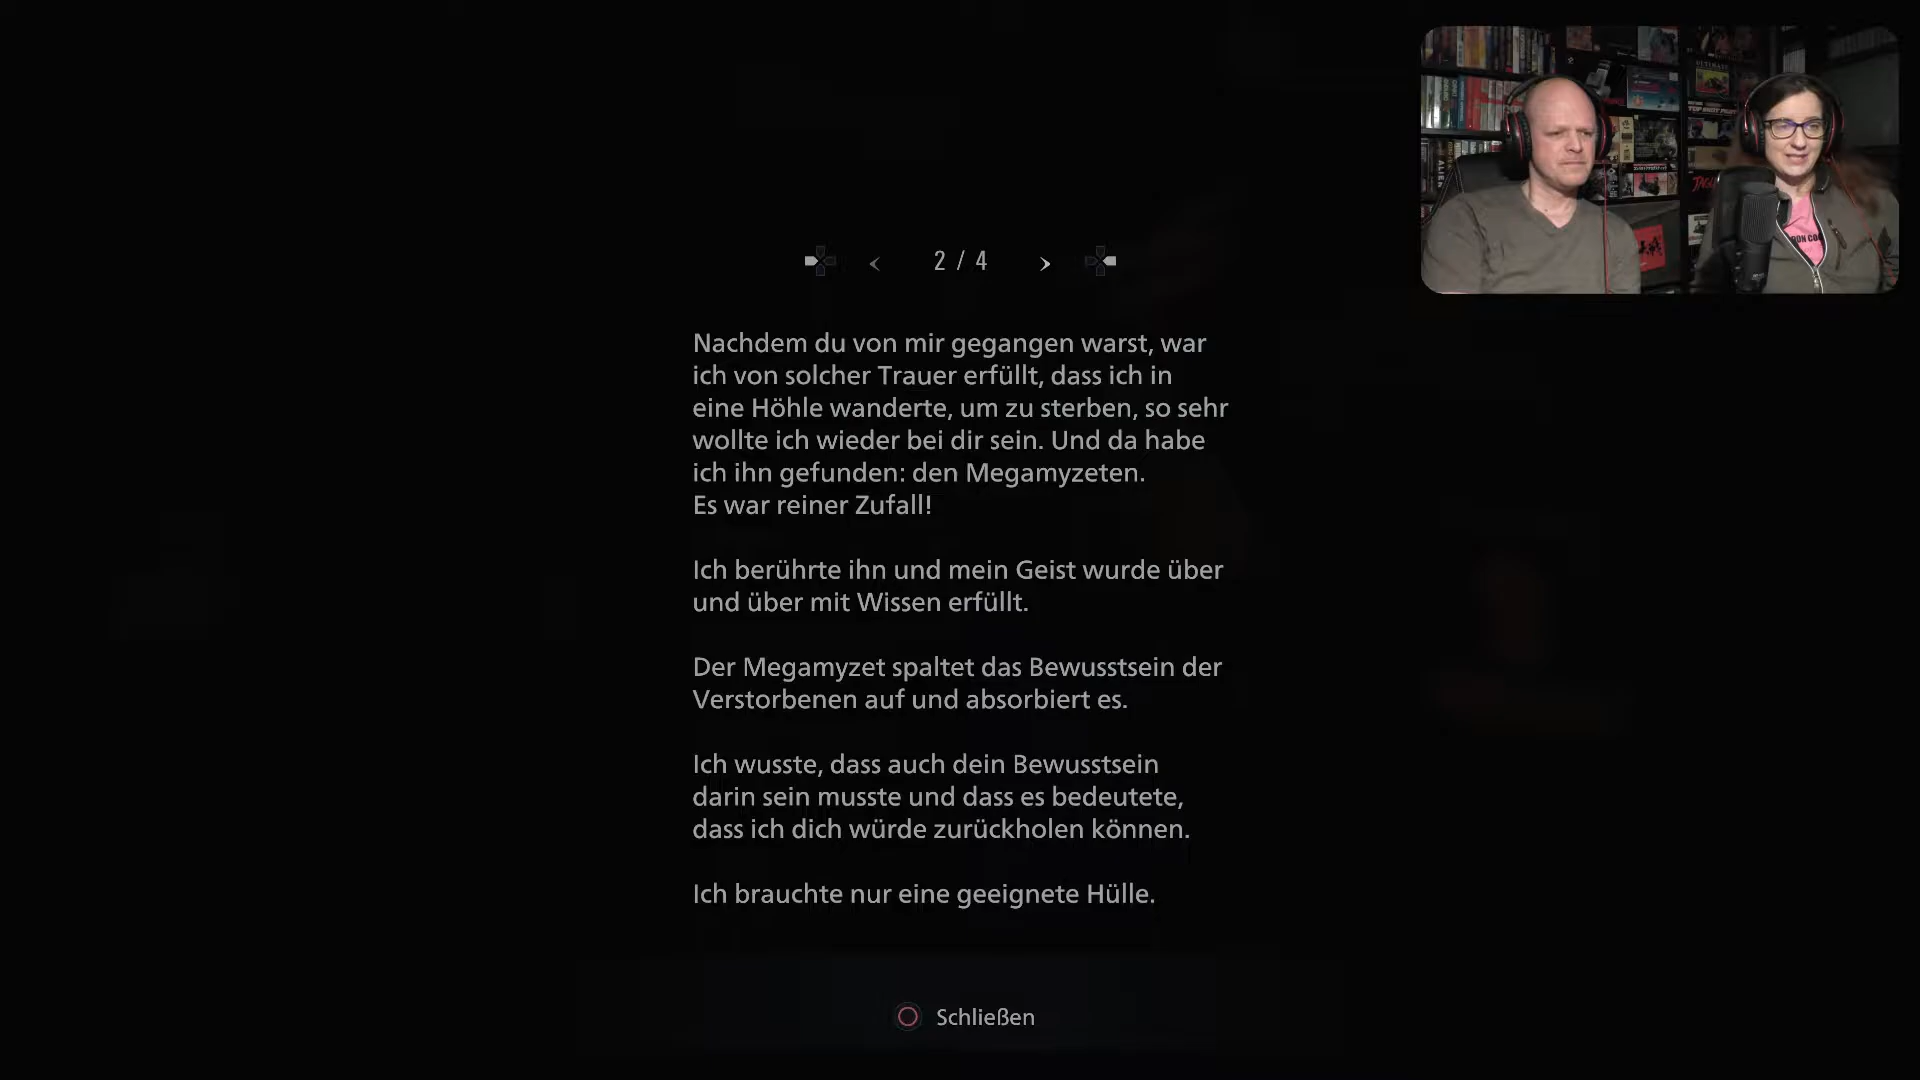 2 / 4
Nachdem du von mir gegangen warst, war
ich von solcher Trauer erfüllt, dass ich in
eine Höhle wanderte, um zu sterben, so sehr
wollte ich wieder bei dir sein. Und da habe
ich ihn gefunden: den Megamyzeten.
Es war reiner Zufall!
Ich berührte ihn und mein Geist wurde über
und über mit Wissen erfüllt.
Der Megamyzet spaltet das Bewusstsein der
Verstorbenen auf und absorbiert es.
Ich wusste, dass auch dein Bewusstsein
darin sein musste und dass es bedeutete,
dass ich dich würde zurückholen können.
Ich brauchte nur eine geeignete Hülle.
Schließen
ALIEN